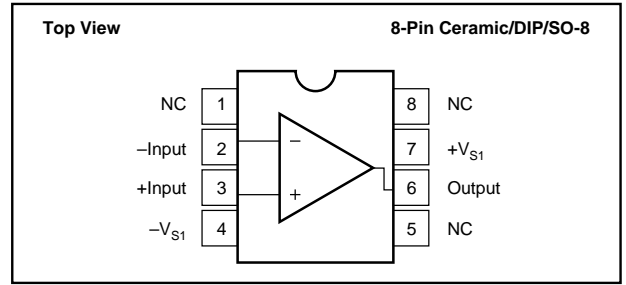 Top View 8-Pin Ceramic/DIP/SO-8
NC 1 8 NC
–Input 2 – 7 +VS1
+Input 3 + 6 Output
–VS1 4 5 NC